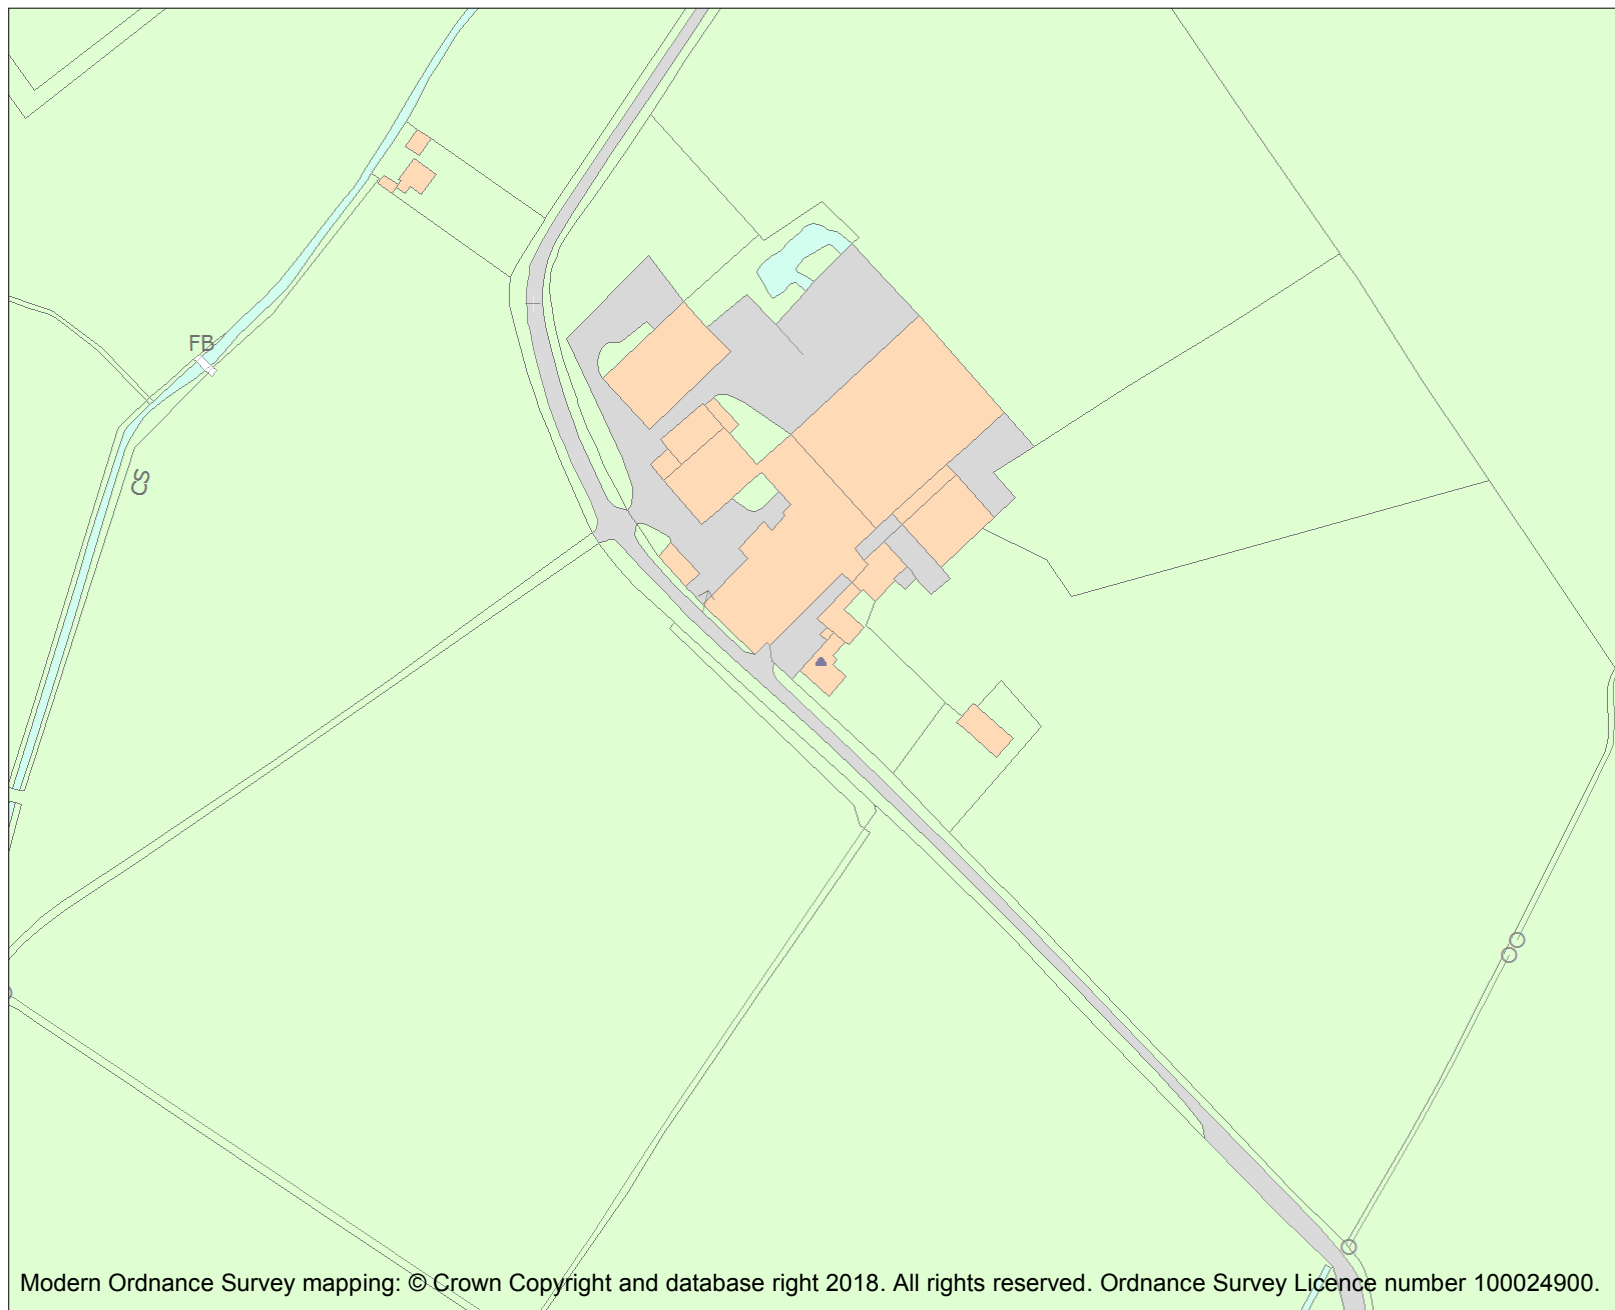 FB
CS
Modern Ordnance Survey mapping: © Crown Copyright and database right 2018. All rights reserved. Ordnance Survey Licence number 100024900.